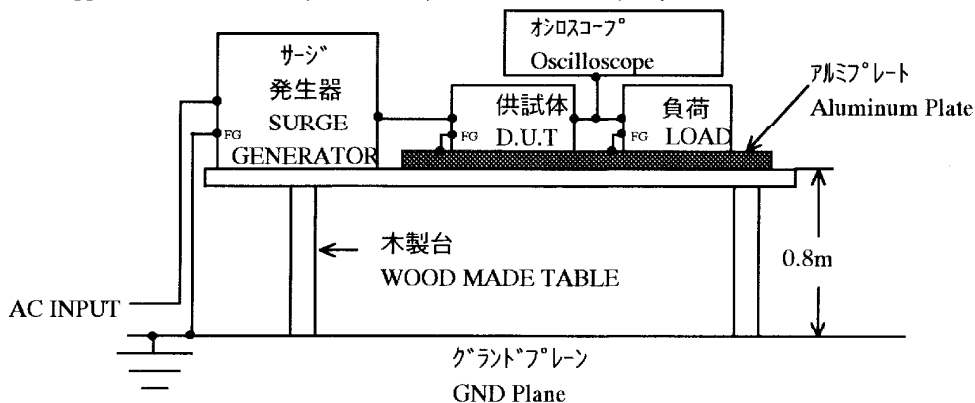 オシロスコープ
Oscilloscope
サージ
発生器
SURGE
GENERATOR
FG
供試体
D.U.T
FG
負荷
LOAD
FG
アルミプレート
Aluminum Plate
木製台
WOOD MADE TABLE
0.8m
AC INPUT
グランドプレーン
GND Plane